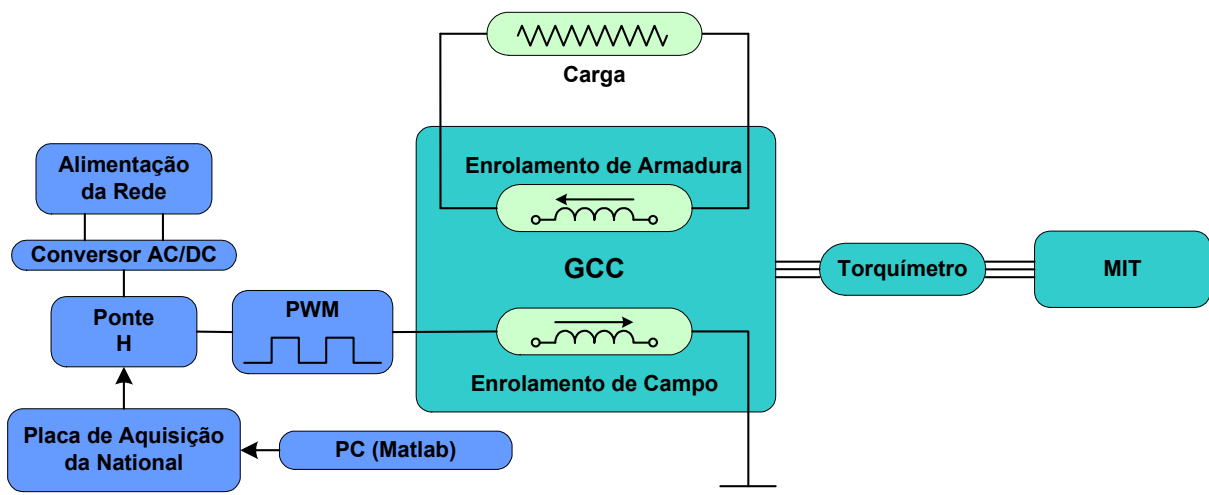 Carga
Alimentação
da Rede
Enrolamento de Armadura
Conversor AC/DC
GCC
Torquímetro
MIT
Ponte
H
PWM
Enrolamento de Campo
Placa de Aquisição
da National
PC (Matlab)